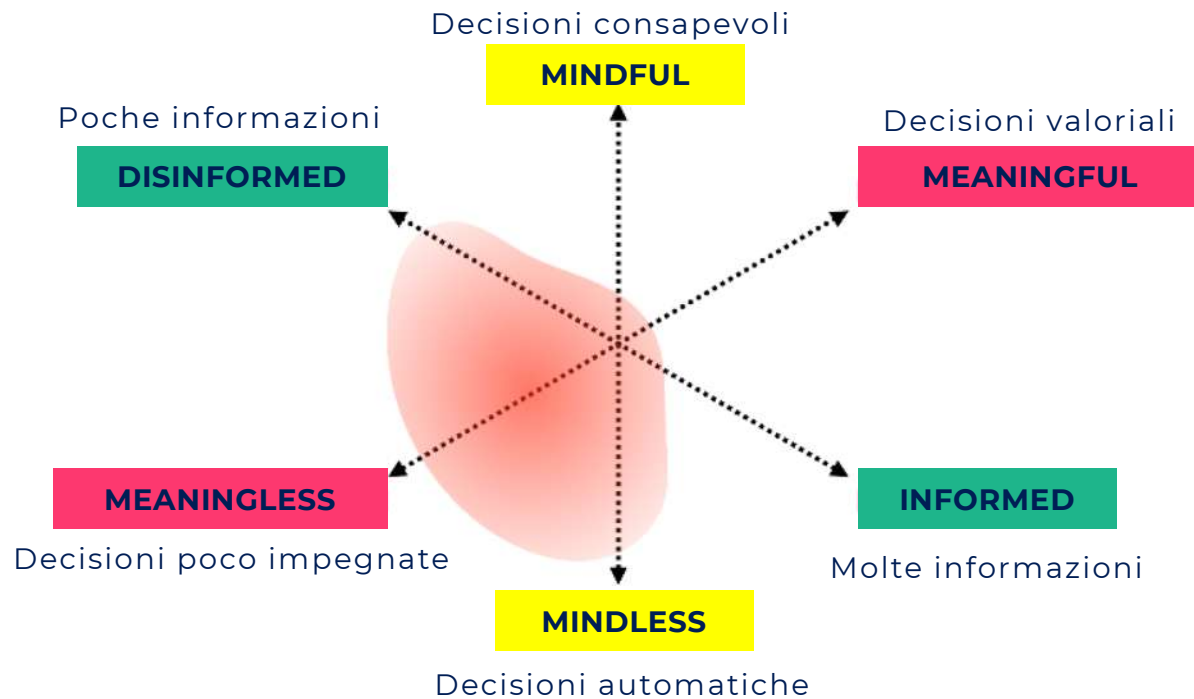 Decisioni consapevoli
MINDFUL
Poche informazioni
DISINFORMED
Decisioni valoriali
MEANINGFUL
MEANINGLESS
Decisioni poco impegnate
INFORMED
Molte informazioni
MINDLESS
Decisioni automatiche